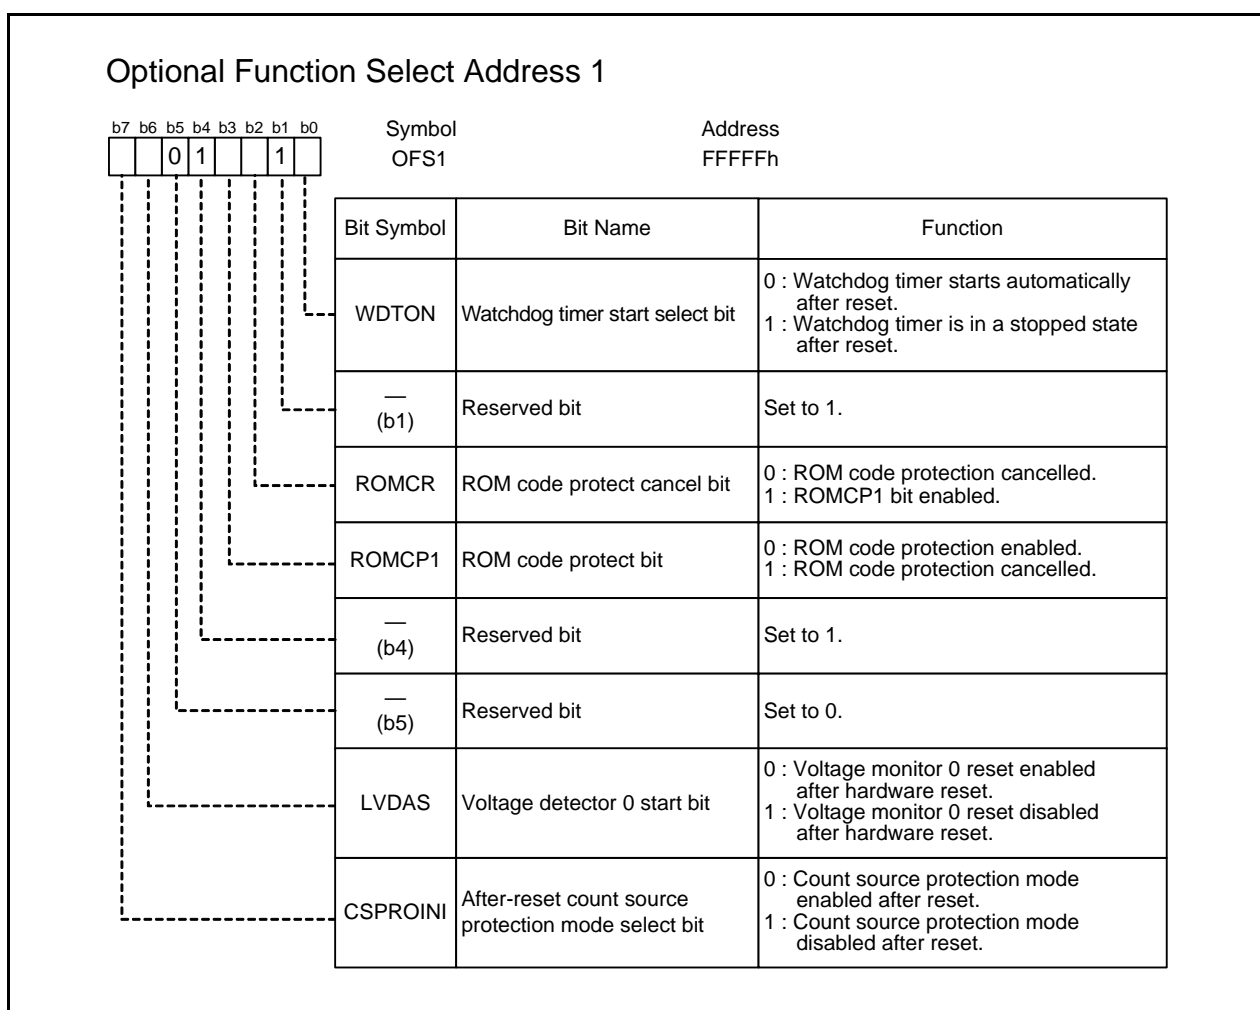 Optional Function Select Address 1
b7 b6 b5 b4 b3 b2 b1 b0
Symbol Address
0 1 1
OFS1 FFFFFh
Bit Symbol Bit Name Function
WDTON Watchdog timer start select bit
0 : Watchdog timer starts automatically
after reset.
1 : Watchdog timer is in a stopped state
after reset.
—
(b1)
Reserved bit Set to 1.
ROMCR ROM code protect cancel bit
0 : ROM code protection cancelled.
1 : ROMCP1 bit enabled.
ROMCP1 ROM code protect bit
0 : ROM code protection enabled.
1 : ROM code protection cancelled.
—
(b4)
Reserved bit Set to 1.
—
(b5)
Reserved bit Set to 0.
LVDAS Voltage detector 0 start bit
0 : Voltage monitor 0 reset enabled
after hardware reset.
1 : Voltage monitor 0 reset disabled
after hardware reset.
CSPROINI
After-reset count source
protection mode select bit
0 : Count source protection mode
enabled after reset.
1 : Count source protection mode
disabled after reset.